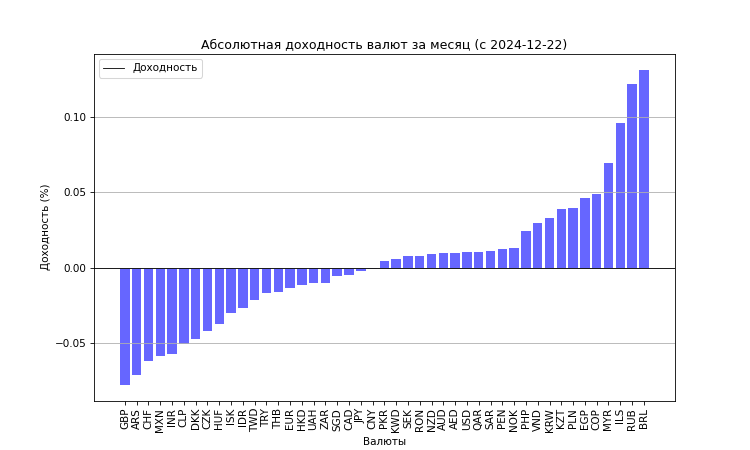 Абсолютная доходность валют за месяц (с 2024-12-22)
Доходность
Доходность (%)
0.10
0.05
0.00
−0.05
GBP ARS CHF MXN INR CLP DKK CZK HUF ISK IDR TWD TRY THB EUR HKD UAH ZAR SGD CAD JPY CNY PKR KWD SEK RON NZD AUD AED USD QAR SAR PEN NOK PHP VND KRW KZT PLN EGP COP MYR ILS RUB BRL
Валюты